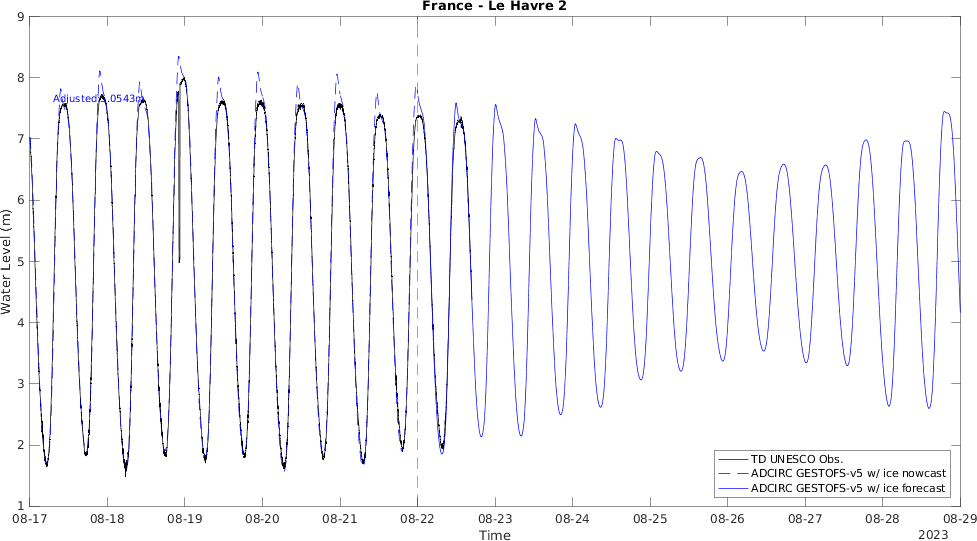 France - Le Havre 2
Water Level (m)
9
8
7
6
5
4
3
2
1
Adjusted .0543m
TD UNESCO Obs.
ADCIRC GESTOFS-v5 w/ ice nowcast
ADCIRC GESTOFS-v5 w/ ice forecast
08-17 08-18 08-19 08-20 08-21 08-22 08-23 08-24 08-25 08-26 08-27 08-28 08-29
Time
2023